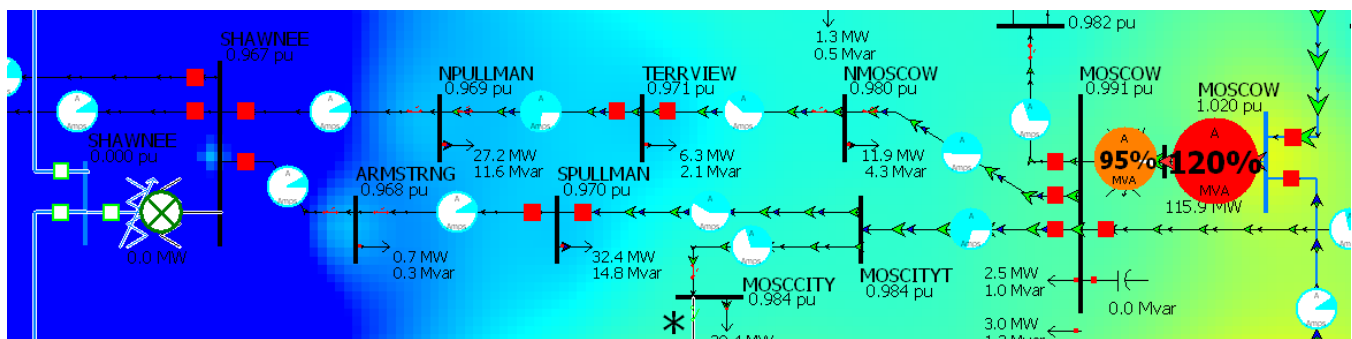 1.3 MW
0.5 Mvar
0.982 pu
SHAWNEE
0.957 pu
NPULLMAN
0.969 pu
TERRVIEW
0.971 pu
NMOSCOW
0.980 pu
MOSCOW
0.991 pu
MOSCOW
1.020 pu
A
Amps
A
Amps
A
Amps
A
Amps
A
95%
MVA
A
120%
MVA
115.9 MW
SHAWNEE
0.000 pu
27.2 MW
11.6 Mvar
6.3 MW
2.1 Mvar
11.9 MW
4.3 Mvar
ARMSTRNG
0.968 pu
SPULLMAN
0.970 pu
0.0 MW
0.7 MW
0.3 Mvar
32.4 MW
14.8 Mvar
MOSCCITY
0.984 pu
MOSCITYT
0.984 pu
2.5 MW
1.0 Mvar
0.0 Mvar
3.0 MW
*